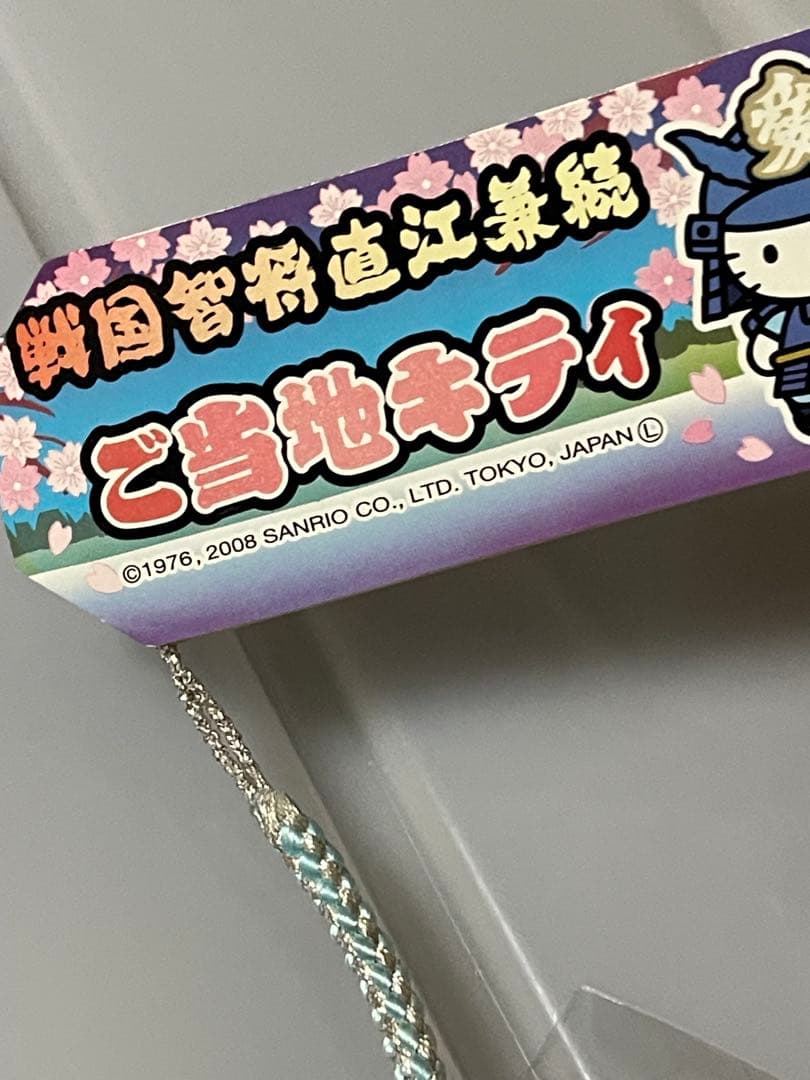 戦国智将直江兼続
ご当地キティ
©1976, 2008 SANRIO CO., LTD. TOKYO, JAPAN Ⓛ
愛